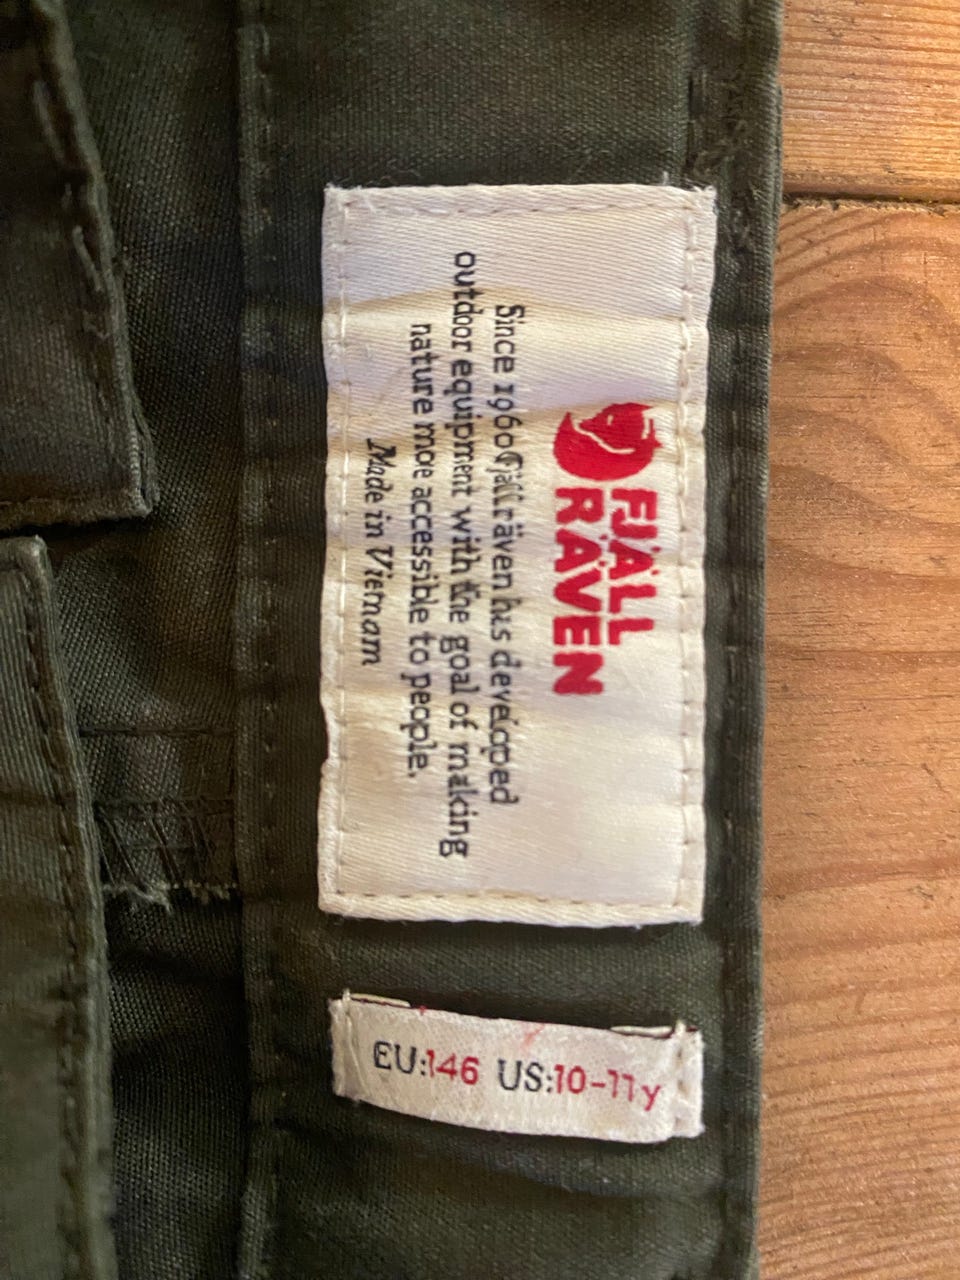 FJÄLL
RÄVEN
Since 1960 Fjällräven has developed
outdoor equipment with the goal of making
nature more accessible to people.
Made in Vietnam
EU:146 US:10-11y